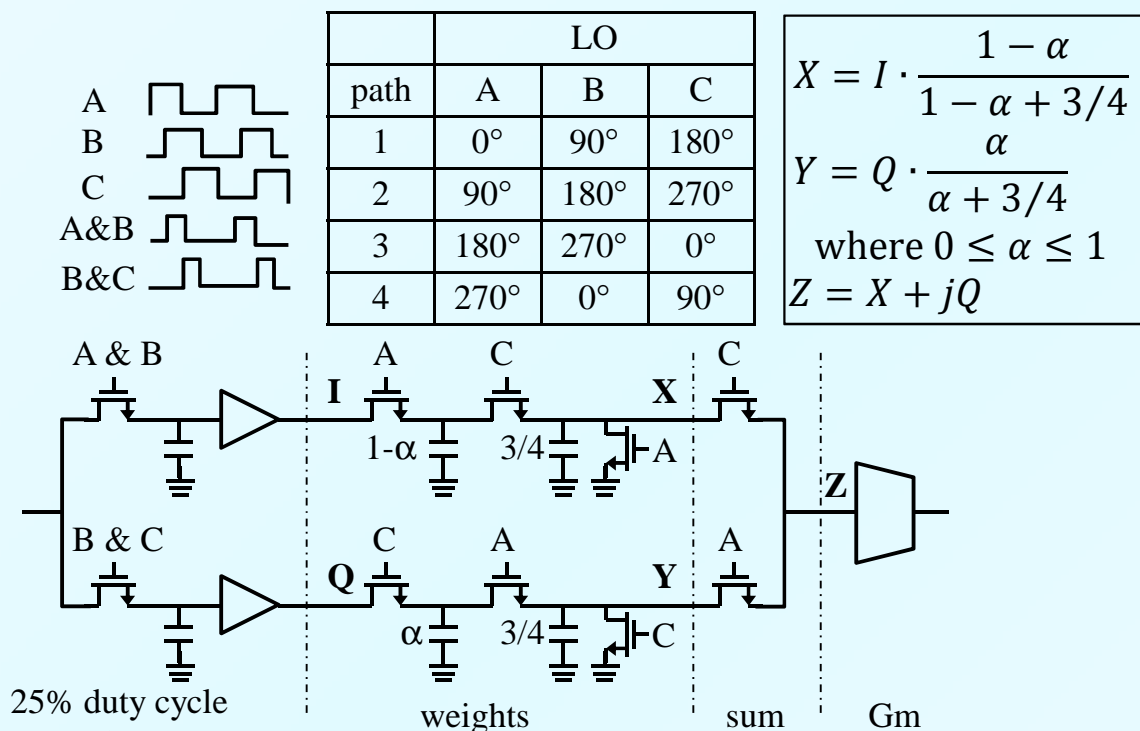 LO
path A B C
1 0° 90° 180°
2 90° 180° 270°
3 180° 270° 0°
4 270° 0° 90°
A
B
C
A&B
B&C
X = I · (1 − α)/(1 − α + 3/4)
Y = Q · α/(α + 3/4)
where 0 ≤ α ≤ 1
Z = X + jQ
A & B
I
A
C
X
C
1-α
3/4
A
Z
B & C
Q
C
A
Y
A
α
3/4
C
25% duty cycle
weights
sum
Gm